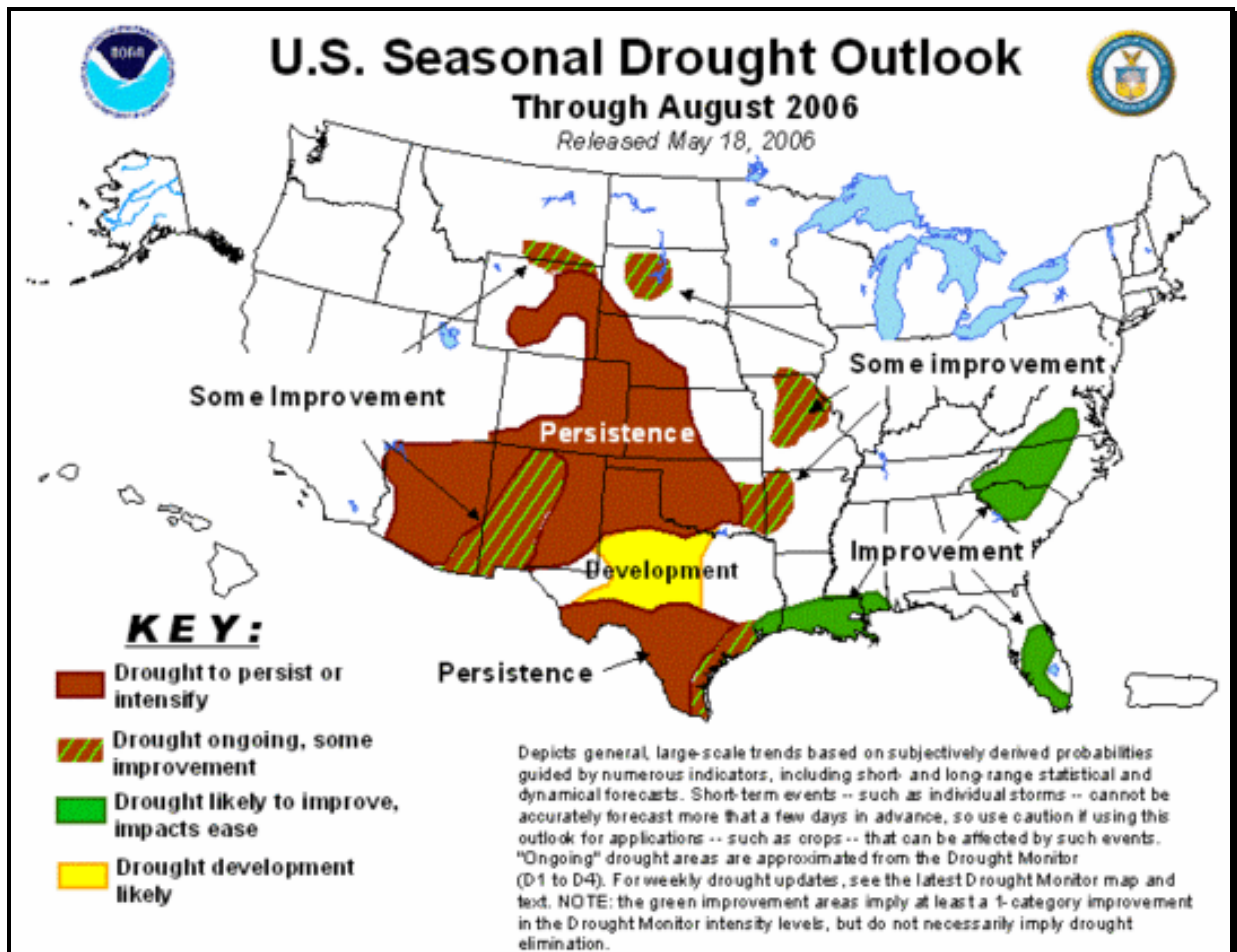 U.S. Seasonal Drought Outlook
Through August 2006
Released May 18, 2006
NOAA
Some improvement
Some Improvement
Persistence
Improvement
Development
Persistence
KEY:
Drought to persist or
intensify
Drought ongoing, some
improvement
Drought likely to improve,
impacts ease
Drought development
likely
Depicts general, large-scale trends based on subjectively derived probabilities
guided by numerous indicators, including short- and long-range statistical and
dynamical forecasts. Short-term events -- such as individual storms -- cannot be
accurately forecast more that a few days in advance, so use caution if using this
outlook for applications -- such as crops -- that can be affected by such events.
"Ongoing" drought areas are approximated from the Drought Monitor
(D1 to D4). For weekly drought updates, see the latest Drought Monitor map and
text. NOTE: the green improvement areas imply at least a 1-category improvement
in the Drought Monitor intensity levels, but do not necessarily imply drought
elimination.